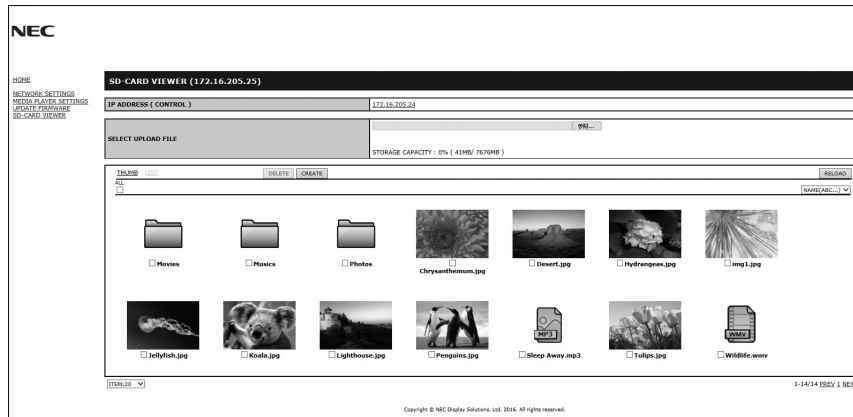 NEC
HOME
NETWORK SETTINGS
MEDIA PLAYER SETTINGS
UPDATE FIRMWARE
SD-CARD VIEWER
SD-CARD VIEWER (172.16.205.25)
IP ADDRESS ( CONTROL ) 172.16.205.24
SELECT UPLOAD FILE
参照...
STORAGE CAPACITY : 0% ( 41MB/ 7676MB )
THUMB LIST DELETE CREATE RELOAD
ALL
NAME(ABC...)
Movies Musics Photos Chrysanthemum.jpg Desert.jpg Hydrangeas.jpg img1.jpg
MP3 WMV
Jellyfish.jpg Koala.jpg Lighthouse.jpg Penguins.jpg Sleep Away.mp3 Tulips.jpg Wildlife.wmv
ITEM:20 1-14/14 PREV 1 NEX
Copyright © NEC Display Solutions, Ltd. 2016. All rights reserved.